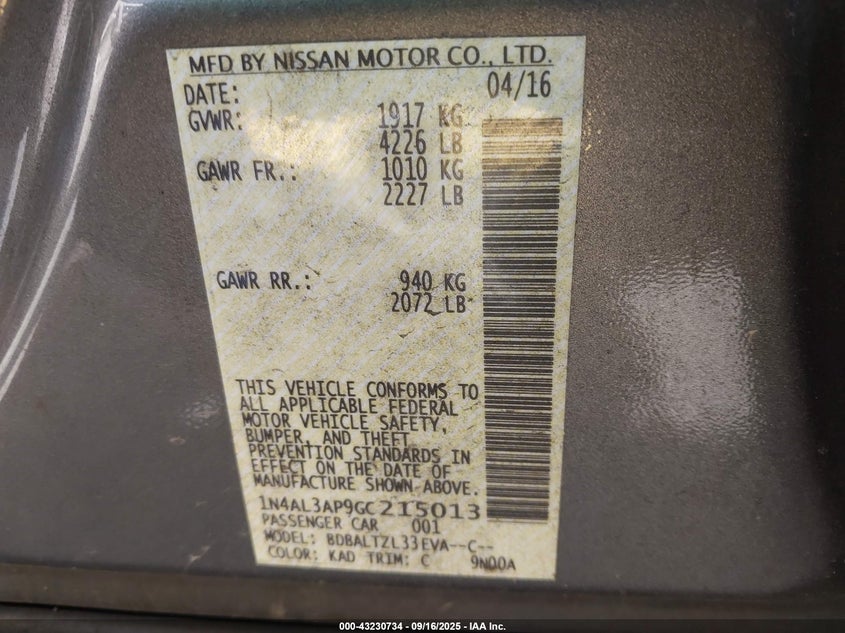 MFD BY NISSAN MOTOR CO., LTD.
DATE: 04/16
GVWR: 1917 KG
4226 LB
GAWR FR.: 1010 KG
2227 LB
GAWR RR.: 940 KG
2072 LB
THIS VEHICLE CONFORMS TO
ALL APPLICABLE FEDERAL
MOTOR VEHICLE SAFETY,
BUMPER, AND THEFT
PREVENTION STANDARDS IN
EFFECT ON THE DATE OF
MANUFACTURE SHOWN ABOVE.
1N4AL3AP9GC215013
PASSENGER CAR 001
MODEL: BDBALTZL33EVA--C--
COLOR: KAD TRIM: C 9N00A
000-43230734 - 09/16/2025 - IAA Inc.